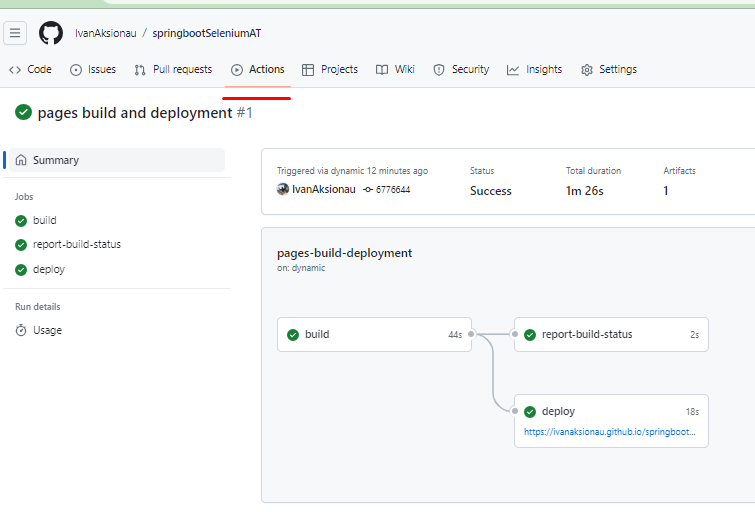 IvanAksionau / springbootSeleniumAT
Code Issues Pull requests Actions Projects Wiki Security Insights Settings
pages build and deployment #1
Summary
Jobs
build
report-build-status
deploy
Run details
Usage
Triggered via dynamic 12 minutes ago
IvanAksionau 6776644
Status
Success
Total duration
1m 26s
Artifacts
1
pages-build-deployment
on: dynamic
build 44s
report-build-status 2s
deploy 18s
https://ivanaksionau.github.io/springboot...